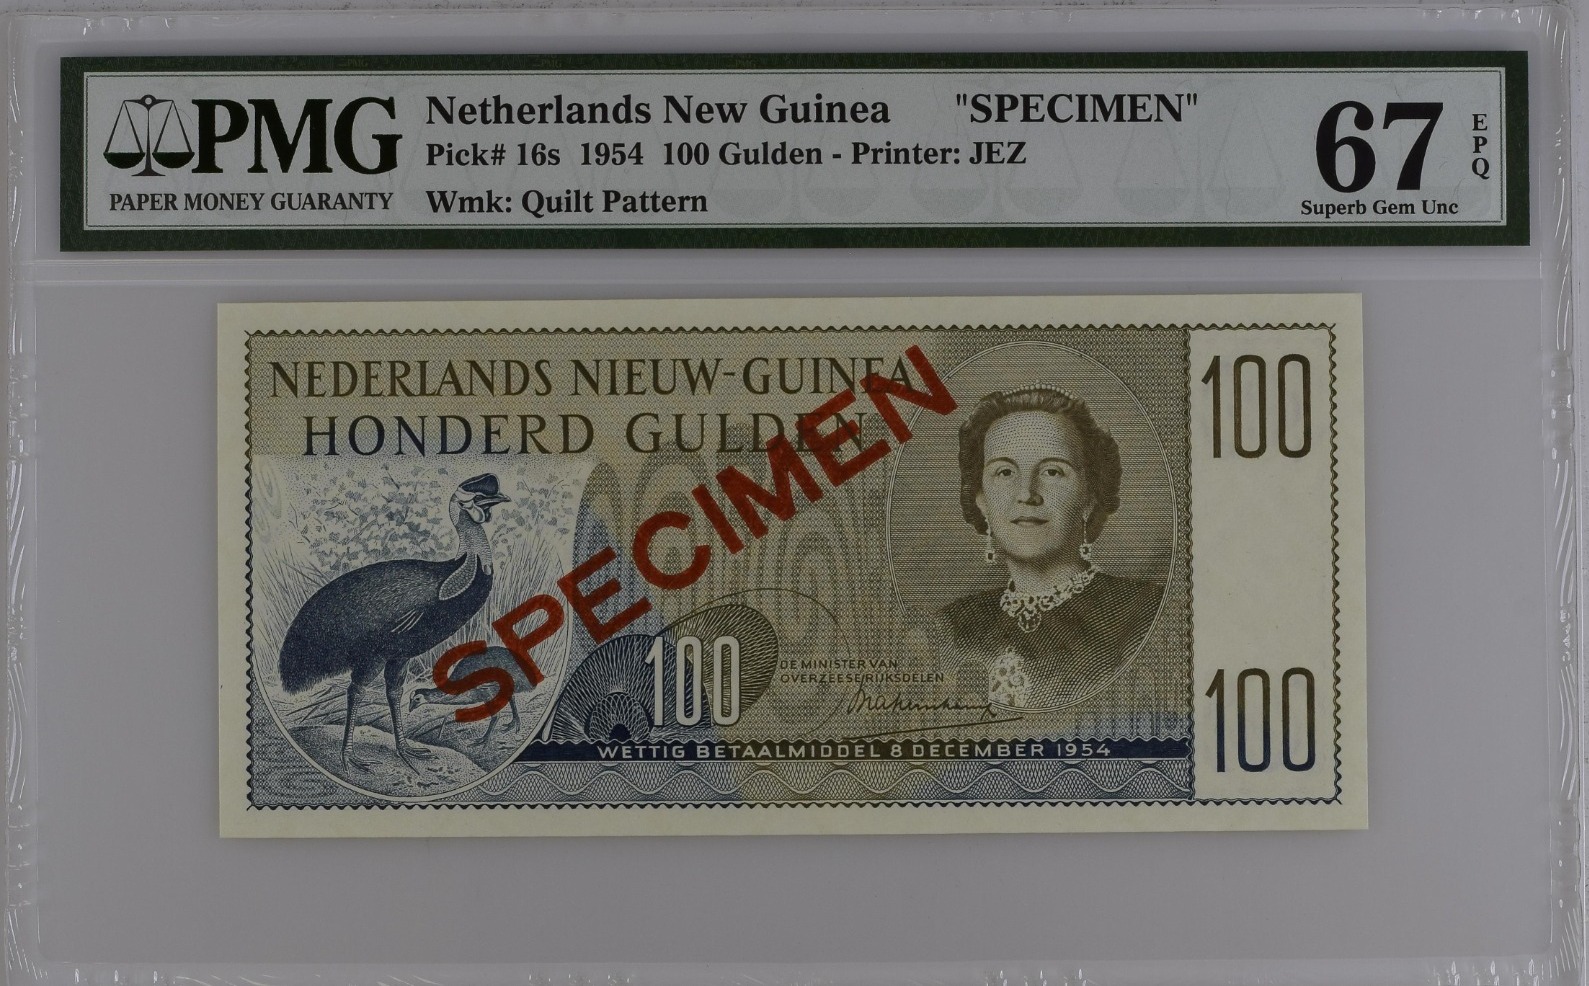 PMG
PAPER MONEY GUARANTY
Netherlands New Guinea "SPECIMEN"
Pick# 16s 1954 100 Gulden - Printer: JEZ
Wmk: Quilt Pattern
67
EPQ
Superb Gem Unc
NEDERLANDS NIEUW-GUINEA
HONDERD GULDEN
SPECIMEN
100
100
DE MINISTER VAN
OVERZEESE RIJKSDELEN
WETTIG BETAALMIDDEL 8 DECEMBER 1954
100